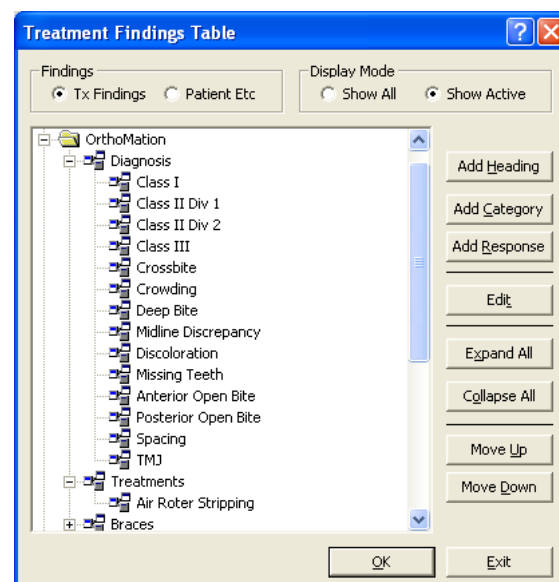 Treatment Findings Table
Findings
Tx Findings Patient Etc
Display Mode
Show All Show Active
OrthoMation
Diagnosis
Class I
Class II Div 1
Class II Div 2
Class III
Crossbite
Crowding
Deep Bite
Midline Discrepancy
Discoloration
Missing Teeth
Anterior Open Bite
Posterior Open Bite
Spacing
TMJ
Treatments
Air Roter Stripping
Braces
Add Heading
Add Category
Add Response
Edit
Expand All
Collapse All
Move Up
Move Down
OK
Exit